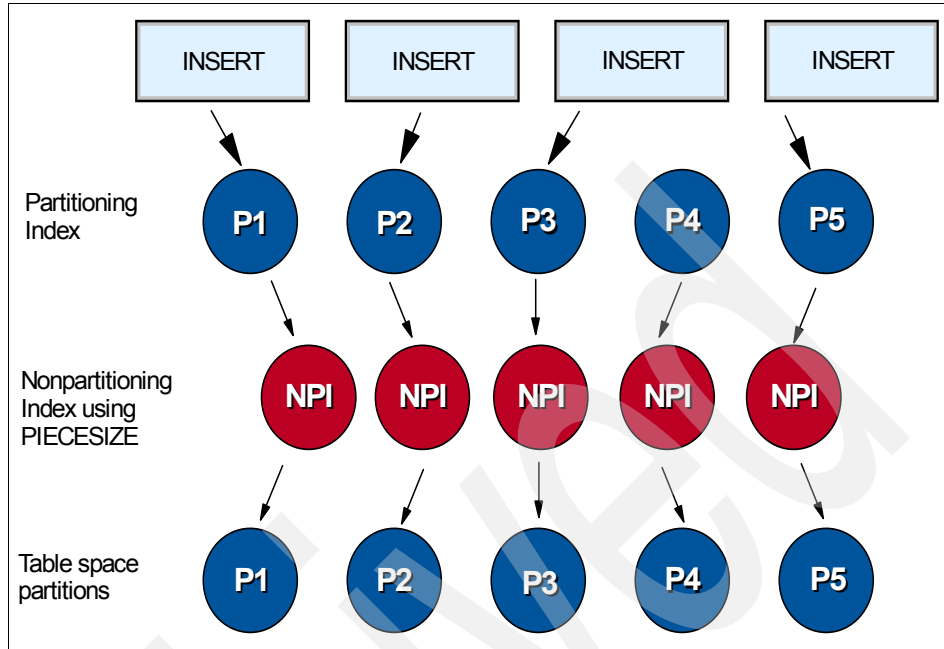 INSERT INSERT INSERT INSERT
Partitioning
Index
P1 P2 P3 P4 P5
Nonpartitioning
Index using
PIECESIZE
NPI NPI NPI NPI NPI
Table space
partitions
P1 P2 P3 P4 P5